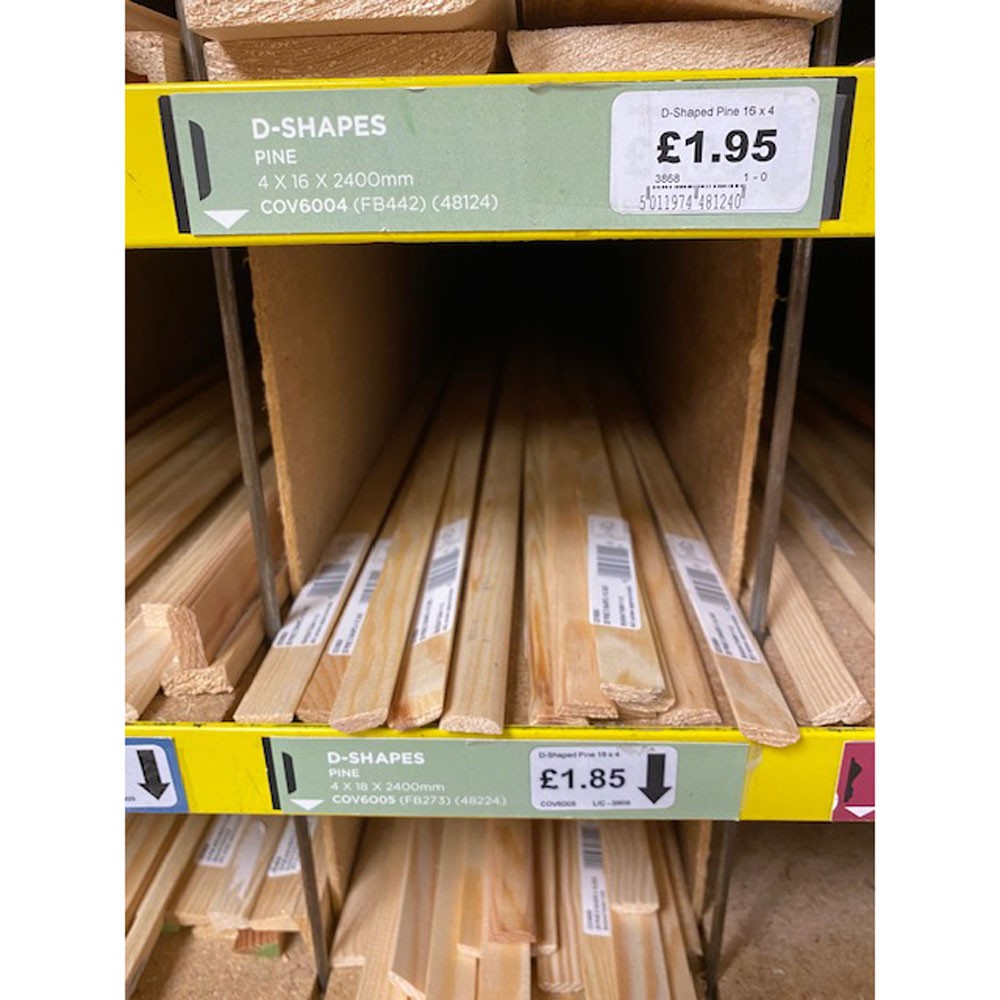 D-SHAPES
PINE
4 X 16 X 2400mm
COV6004 (FB442) (48124)
D-Shaped Pine 16 x 4
£1.95
3868 1 - 0
5 011974 481240
D-SHAPES
PINE
4 X 18 X 2400mm
COV6005 (FB273) (48224)
D-Shaped Pine 18 x 4
£1.85
COV6005